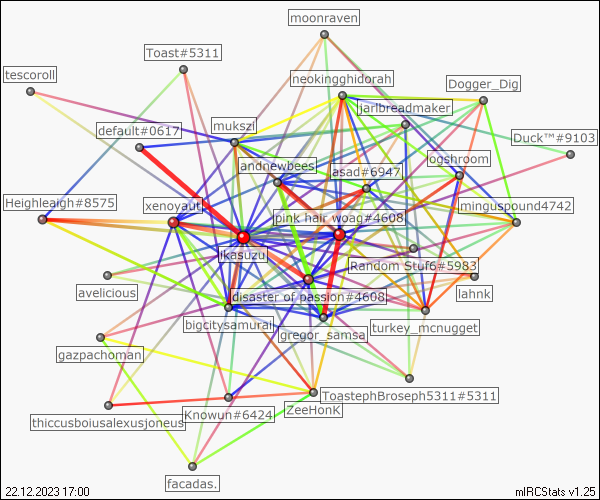 moonraven
Toast#5311
tescoroll
neokingghidorah
Dogger_Dig
jarlbreadmaker
mukszi
default#0617
Duck™#9103
logshroom
andnewbees
asad#6947
Heighleigh#8575
xenoyaut
minguspound4742
pink hair woag#4608
ikasuzu
Random Stuf6#5983
lahnk
avelicious
disaster of passion#4608
bigcitysamurai
gregor_samsa
turkey_mcnugget
gazpachoman
ToastephBroseph5311#5311
ZeeHonK
Knowun#6424
thiccusboiusalexusjoneus
facadas.
22.12.2023 17:00
mIRCStats v1.25